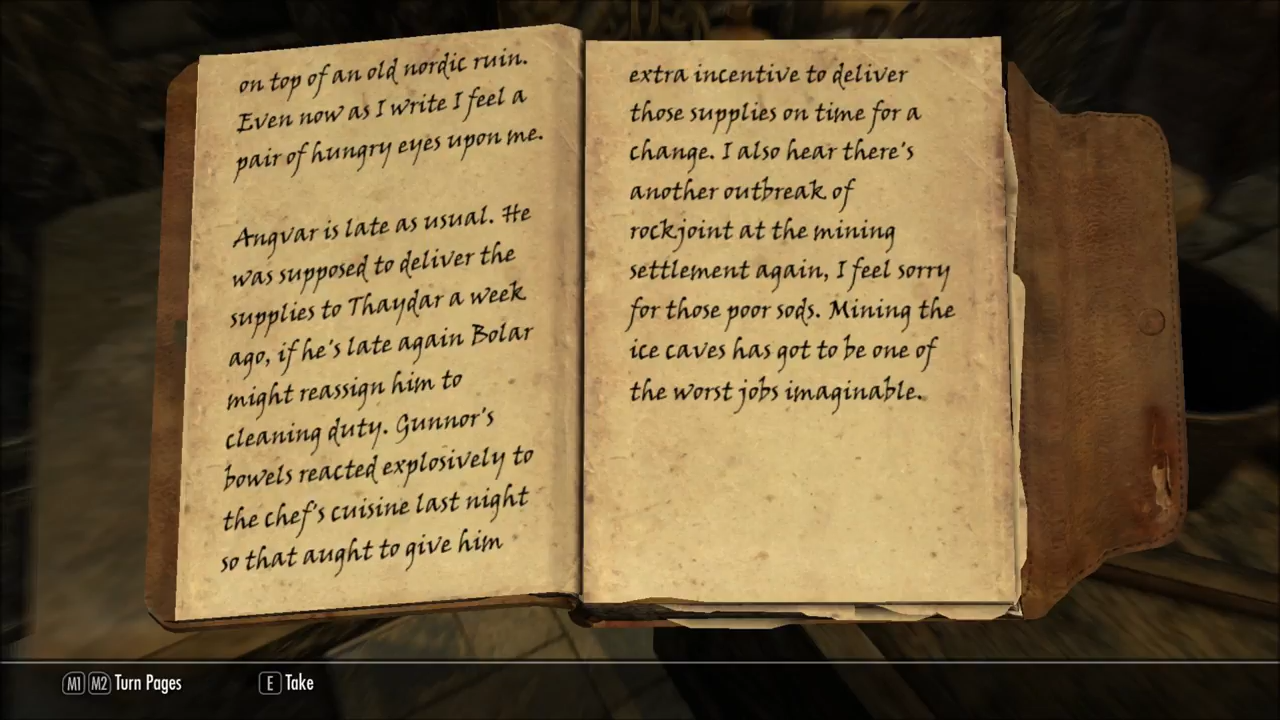 on top of an old nordic ruin.
Even now as I write I feel a
pair of hungry eyes upon me.
Angvar is late as usual. He
was supposed to deliver the
supplies to Thaydar a week
ago, if he's late again Bolar
might reassign him to
cleaning duty. Gunnor's
bowels reacted explosively to
the chef's cuisine last night
so that aught to give him
extra incentive to deliver
those supplies on time for a
change. I also hear there's
another outbreak of
rockjoint at the mining
settlement again, I feel sorry
for those poor sods. Mining the
ice caves has got to be one of
the worst jobs imaginable.
M1 M2 Turn Pages E Take